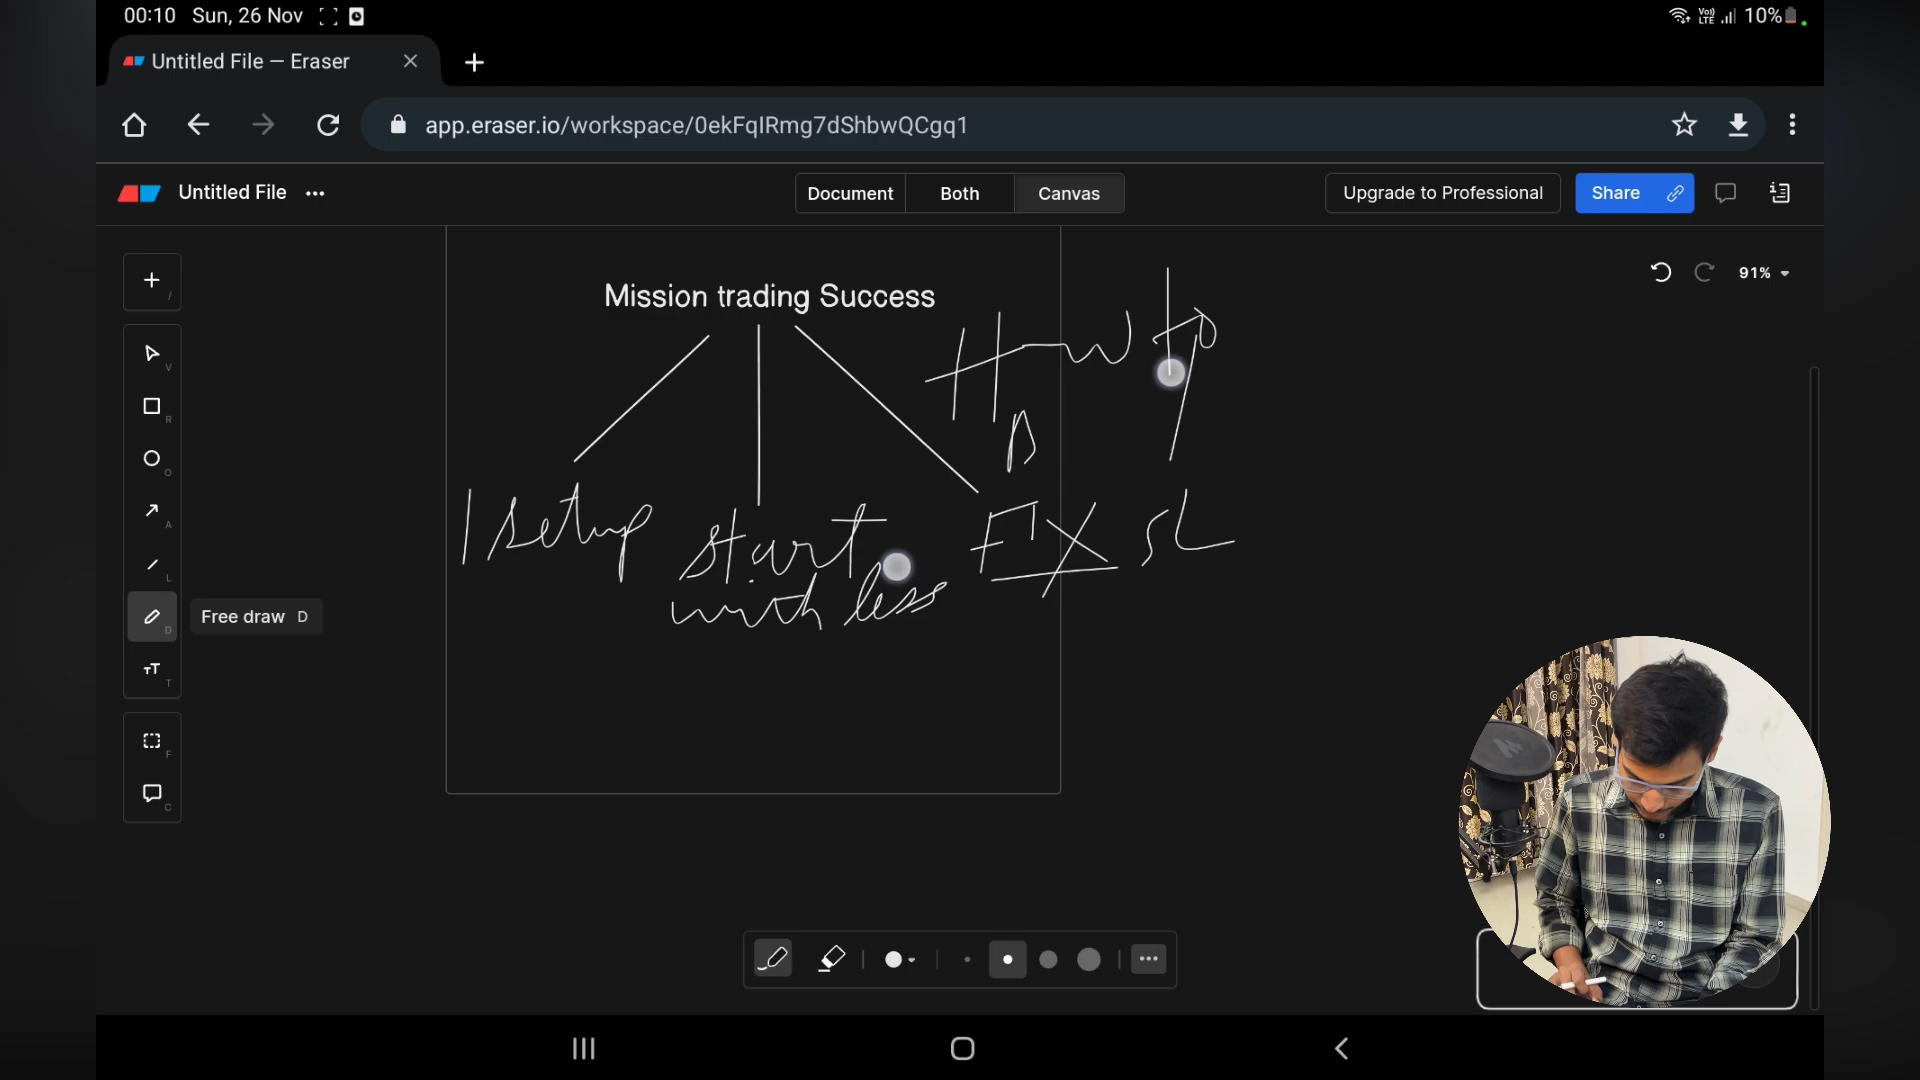 00:10 Sun, 26 Nov
Vo)) LTE 10%
Untitled File — Eraser
app.eraser.io/workspace/0ekFqIRmg7dShbwQCgq1
Untitled File
Document Both Canvas
Upgrade to Professional
Share
91%
/
V
R
O
A
L
D
Free draw D
T
F
C
Mission trading Success
How to
1 setup
start
with less
FIX SL